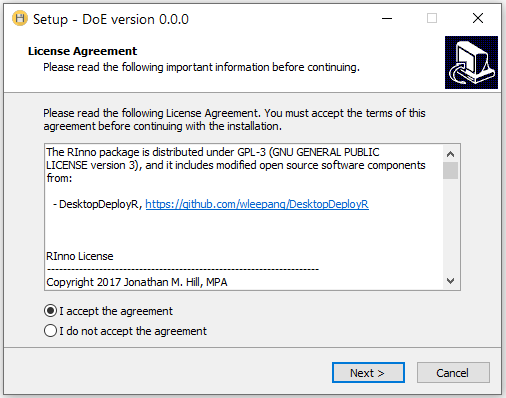 Setup - DoE version 0.0.0
License Agreement
Please read the following important information before continuing.
Please read the following License Agreement. You must accept the terms of this
agreement before continuing with the installation.
The RInno package is distributed under GPL-3 (GNU GENERAL PUBLIC
LICENSE version 3), and it includes modified open source software components
from:
- DesktopDeployR, https://github.com/wleepang/DesktopDeployR
RInno License
--------------------------------------------------------------------
Copyright 2017 Jonathan M. Hill, MPA
I accept the agreement
I do not accept the agreement
Next >
Cancel